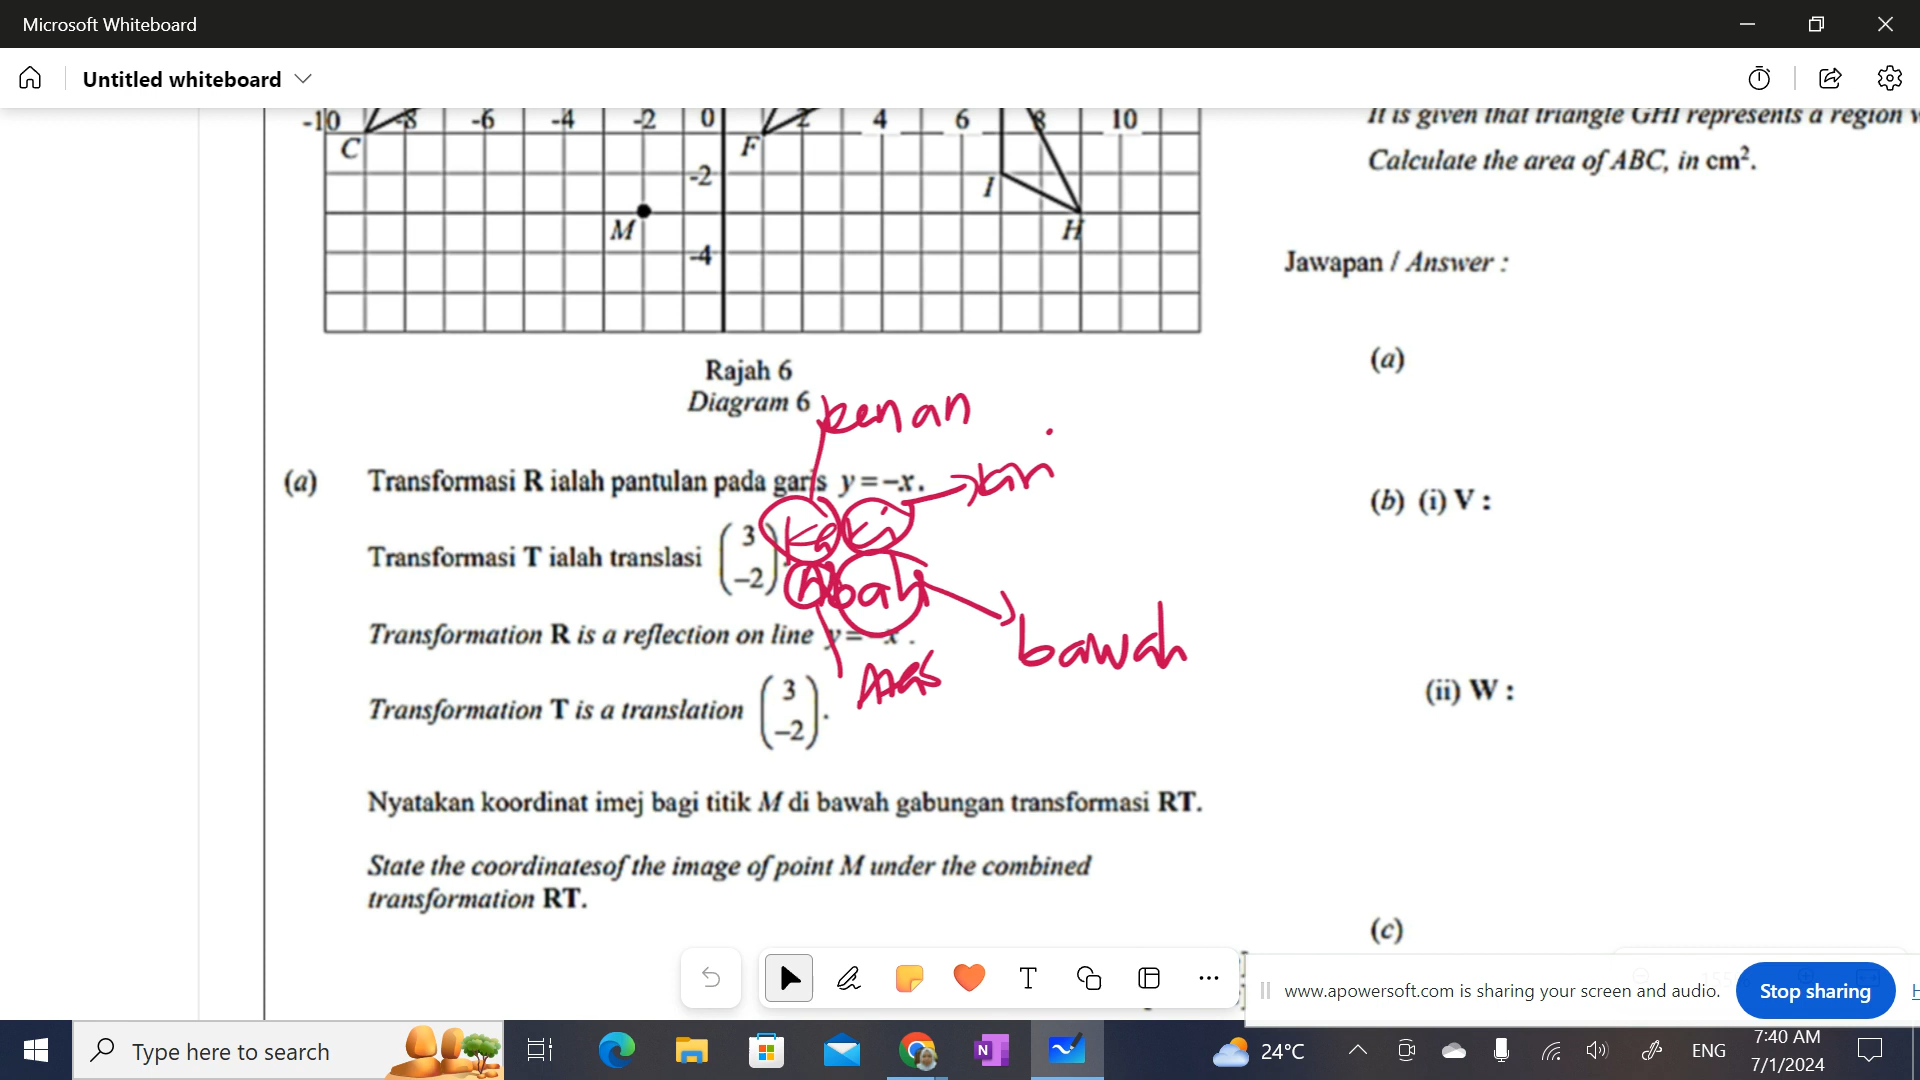 Microsoft Whiteboard
Untitled whiteboard
-10 -8 -6 -4 -2 0 2 4 6 8 10
C F
-2
I
M H
-4
Rajah 6
Diagram 6
kenan
(a) Transformasi R ialah pantulan pada garis y = -x.
kiri
Transformasi T ialah translasi (3 -2)
ke ki
bah
Transformation R is a reflection on line y = x.
bawah
Transformation T is a translation (3 -2).
Nyatakan koordinat imej bagi titik M di bawah gabungan transformasi RT.
State the coordinatesof the image of point M under the combined
transformation RT.
It is given that triangle GHI represents a region
Calculate the area of ABC, in cm².
Jawapan / Answer :
(a)
(b) (i) V :
(ii) W :
(c)
www.apowersoft.com is sharing your screen and audio.
Stop sharing
Type here to search
24°C
ENG
7:40 AM
7/1/2024